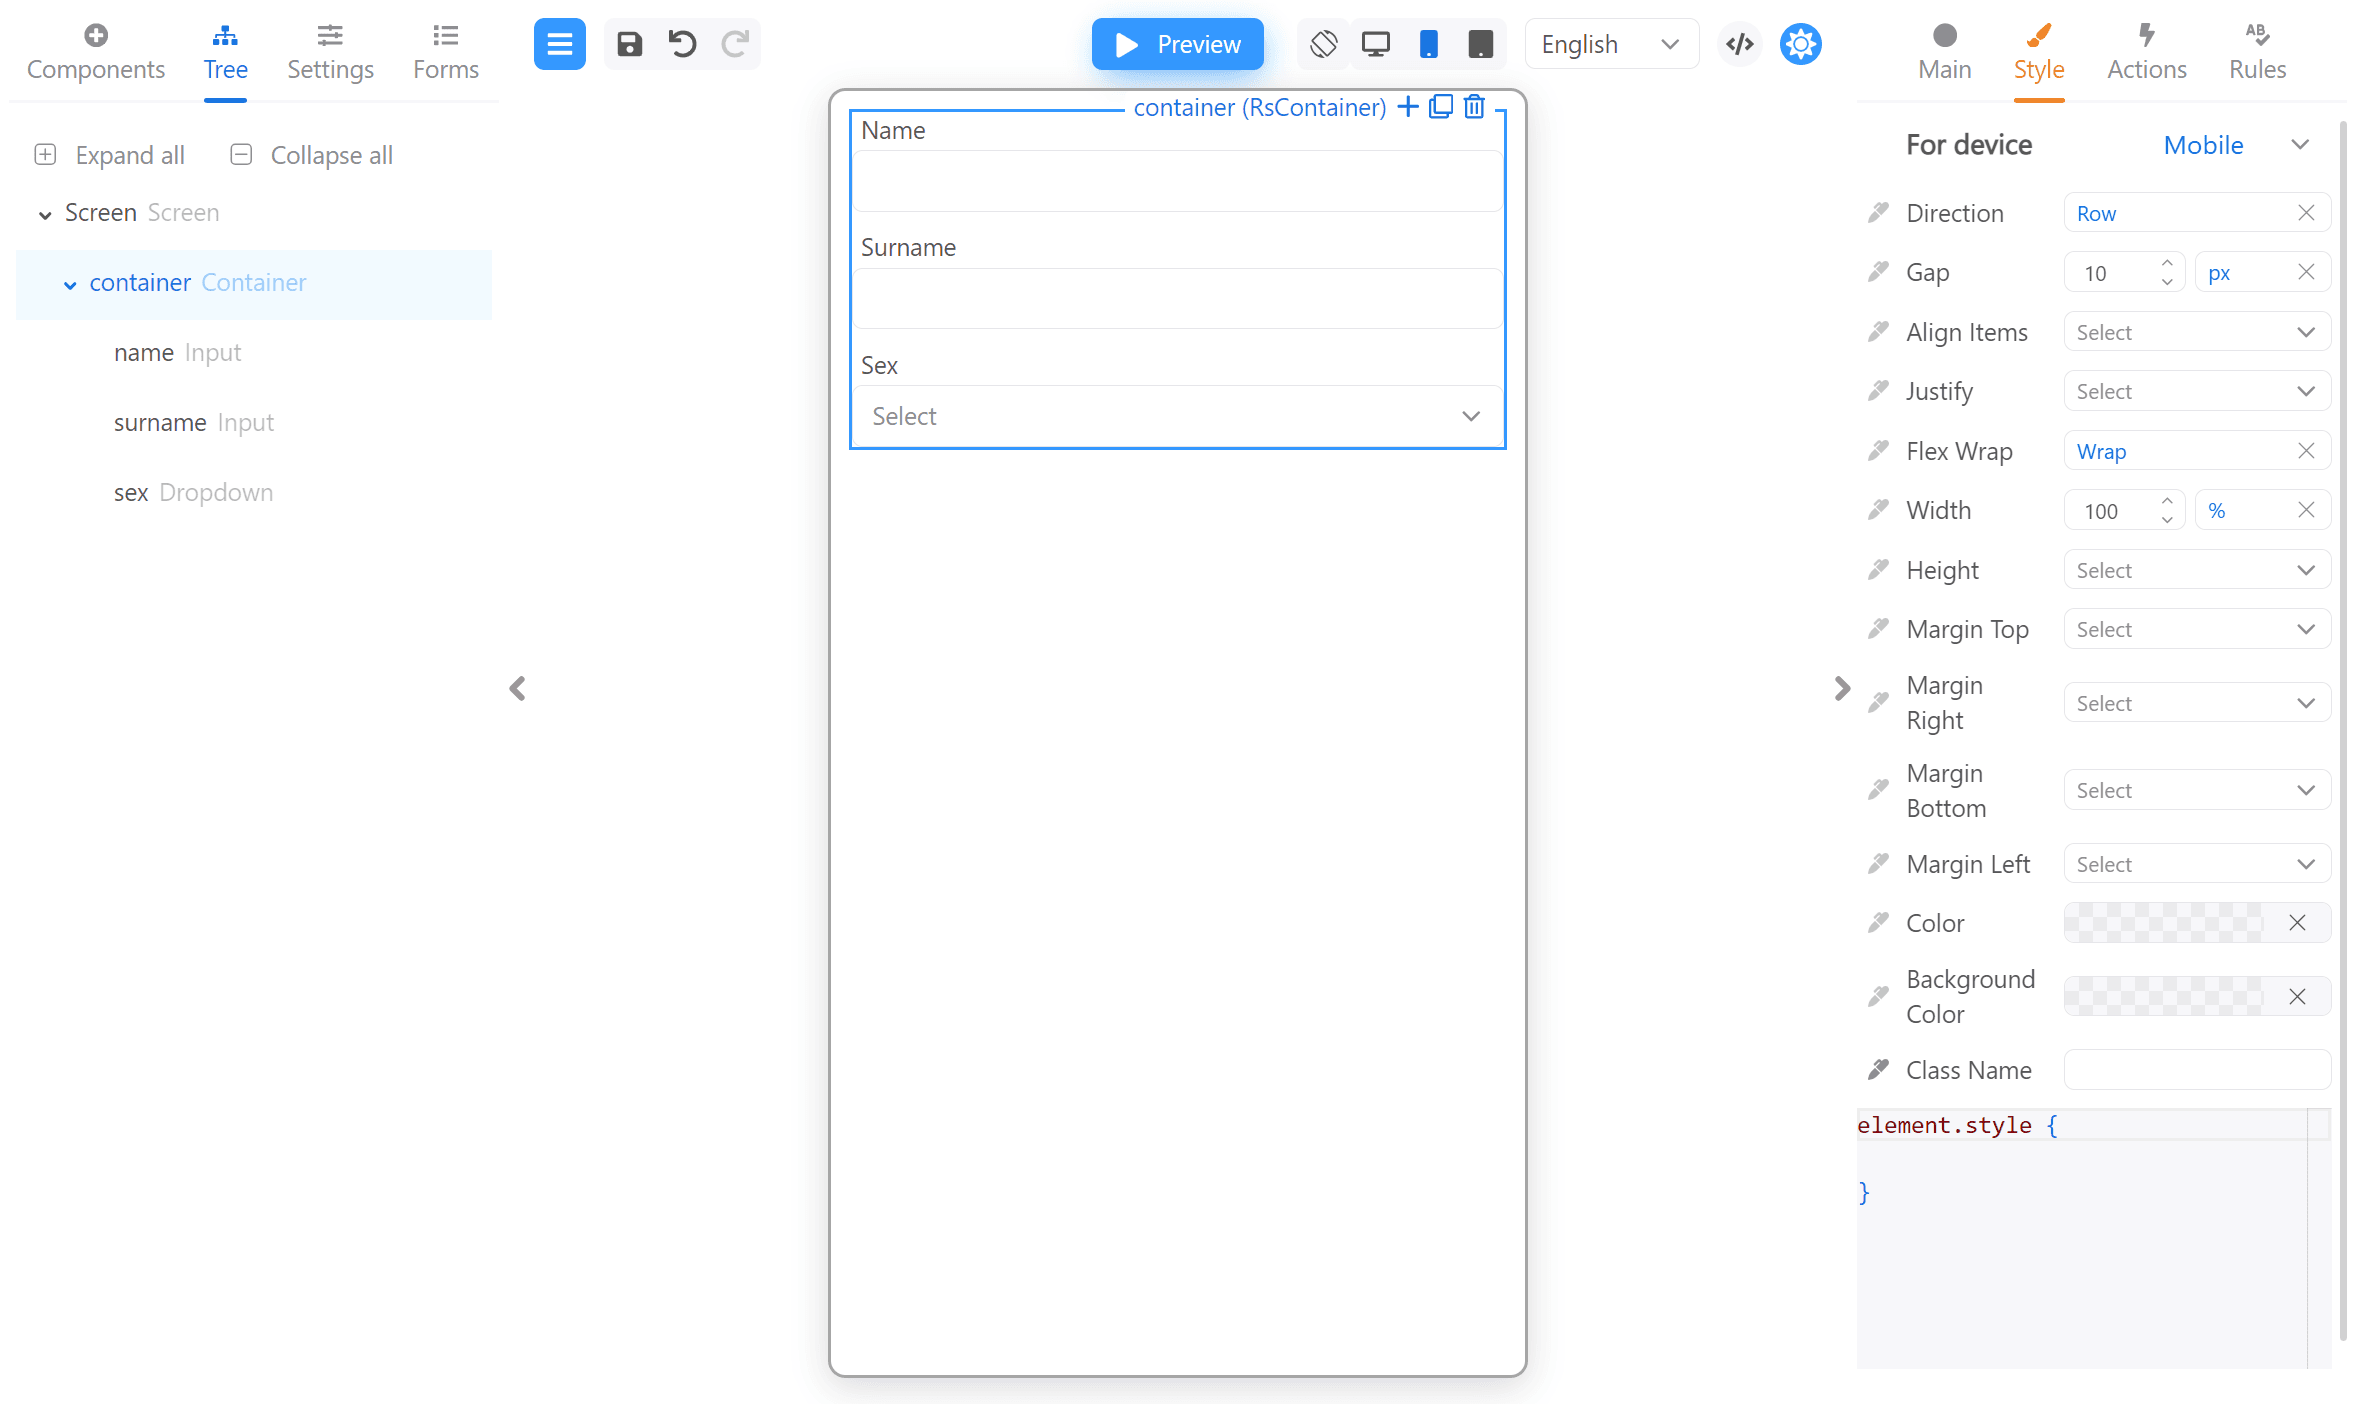 Components
Tree
Settings
Forms
Preview
English
Main
Style
Actions
Rules
Expand all
Collapse all
Screen Screen
container Container
name Input
surname Input
sex Dropdown
container (RsContainer)
Name
Surname
Sex
Select
For device Mobile
Direction Row
Gap 10 px
Align Items Select
Justify Select
Flex Wrap Wrap
Width 100 %
Height Select
Margin Top Select
Margin
Right
Select
Margin
Bottom
Select
Margin Left Select
Color
Background
Color
Class Name
element.style {
}